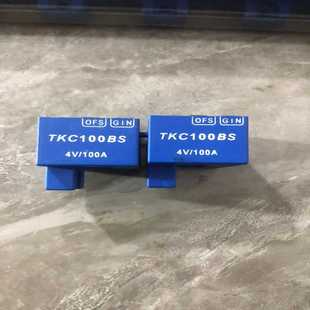 OFS GIN
TKC100BS
4V/100A
OFS GIN
TKC100BS
4V/100A